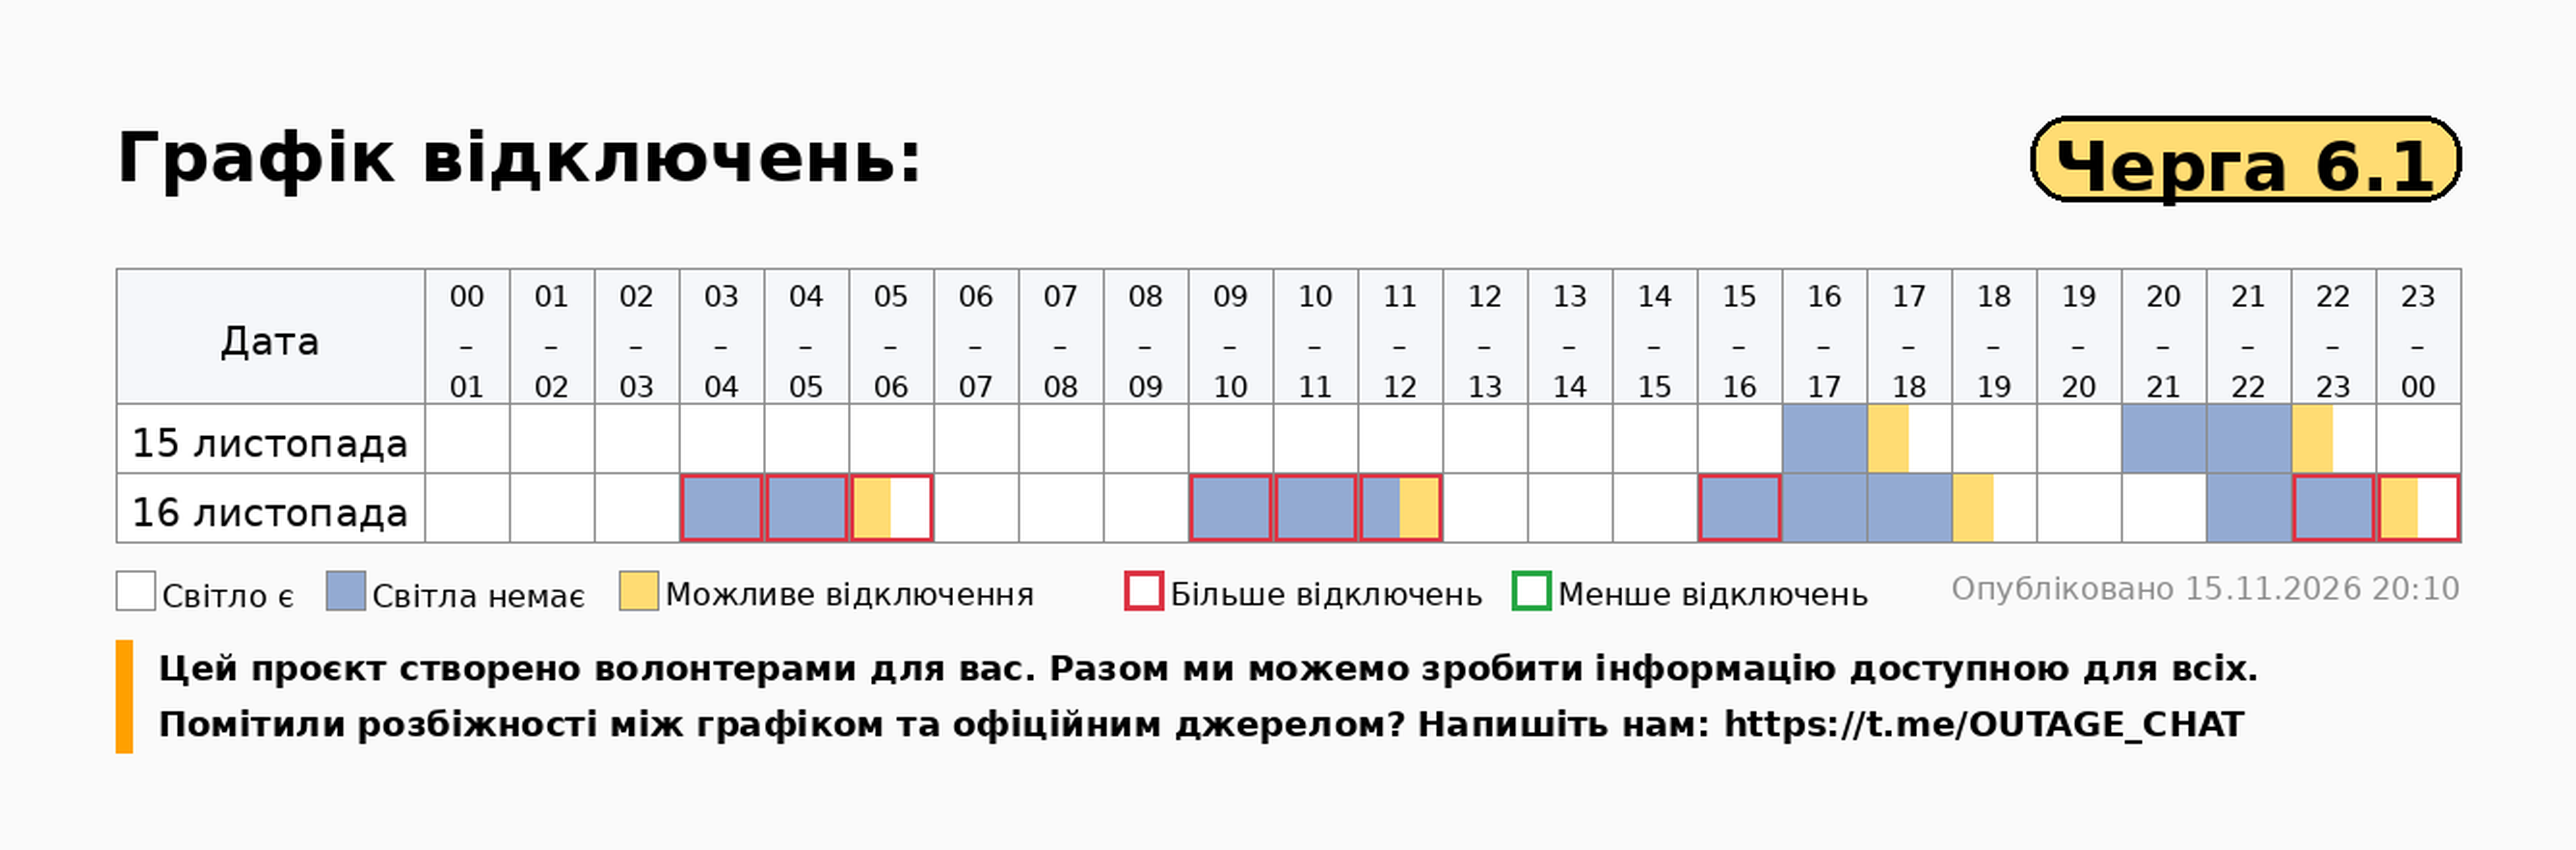 Графік відключень:
Черга 6.1
Дата
00 – 01
01 – 02
02 – 03
03 – 04
04 – 05
05 – 06
06 – 07
07 – 08
08 – 09
09 – 10
10 – 11
11 – 12
12 – 13
13 – 14
14 – 15
15 – 16
16 – 17
17 – 18
18 – 19
19 – 20
20 – 21
21 – 22
22 – 23
23 – 00
15 листопада
16 листопада
Світло є
Світла немає
Можливе відключення
Більше відключень
Менше відключень
Опубліковано 15.11.2026 20:10
Цей проєкт створено волонтерами для вас. Разом ми можемо зробити інформацію доступною для всіх.
Помітили розбіжності між графіком та офіційним джерелом? Напишіть нам: https://t.me/OUTAGE_CHAT